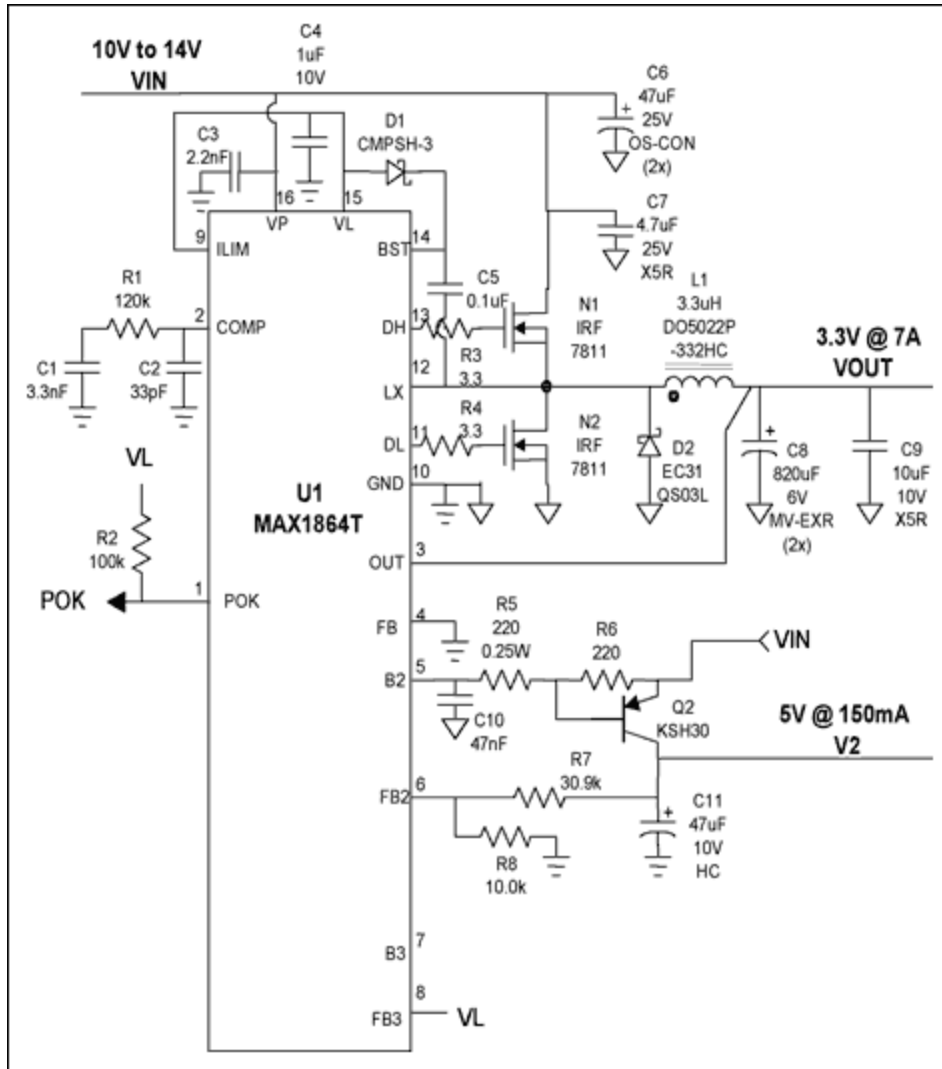 10V to 14V
VIN
C4
1uF
10V
C6
47uF
25V
OS-CON
(2x)
D1
CMPSH-3
C3
2.2nF
16
15
VP
VL
C7
4.7uF
25V
X5R
9
ILIM
BST
14
C5
0.1uF
R1
120k
2
COMP
DH
13
N1
IRF
7811
L1
3.3uH
DO5022P
-332HC
3.3V @ 7A
VOUT
C1
3.3nF
C2
33pF
R3
3.3
12
LX
R4
3.3
DL
11
N2
IRF
7811
D2
EC31
QS03L
C8
820uF
6V
MV-EXR
(2x)
C9
10uF
10V
X5R
VL
10
GND
U1
MAX1864T
R2
100k
3
OUT
POK
1
POK
4
FB
R5
220
0.25W
R6
220
VIN
5
B2
C10
47nF
Q2
KSH30
5V @ 150mA
V2
R7
30.9k
6
FB2
C11
47uF
10V
HC
R8
10.0k
7
B3
8
FB3
VL